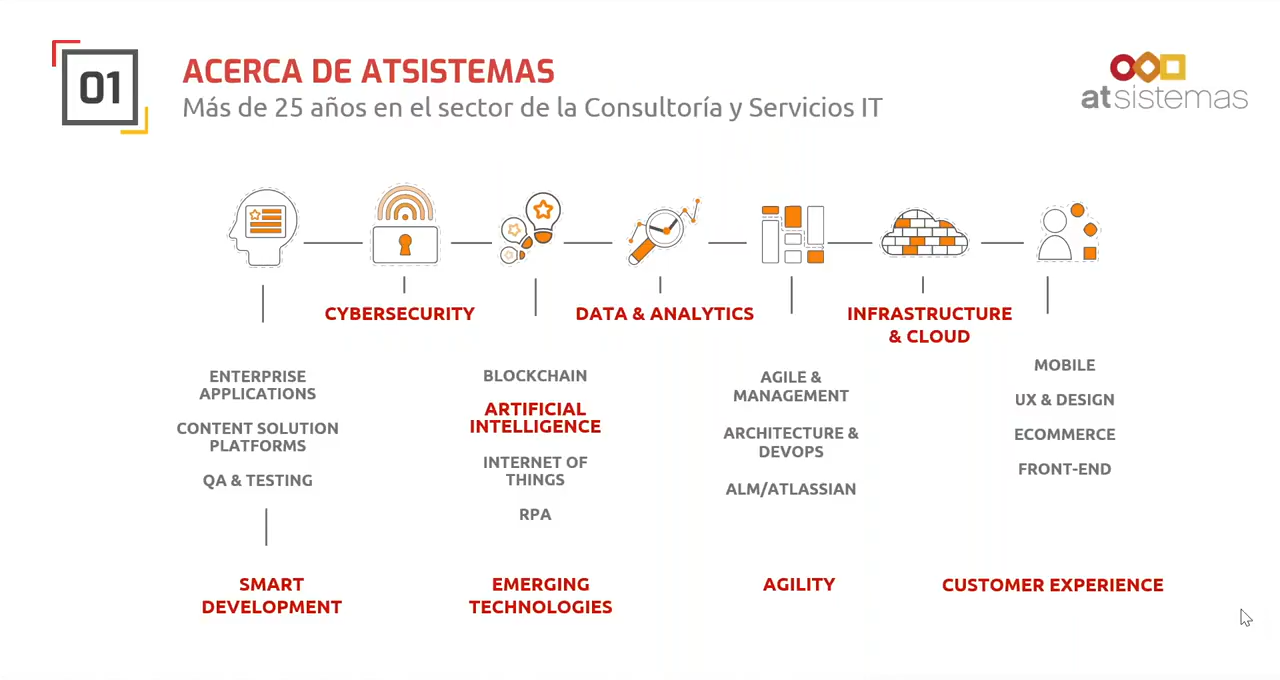 01
ACERCA DE ATSISTEMAS
Más de 25 años en el sector de la Consultoría y Servicios IT
atsistemas
CYBERSECURITY
DATA & ANALYTICS
INFRASTRUCTURE
& CLOUD
ENTERPRISE
APPLICATIONS
CONTENT SOLUTION
PLATFORMS
QA & TESTING
BLOCKCHAIN
ARTIFICIAL
INTELLIGENCE
INTERNET OF
THINGS
RPA
AGILE &
MANAGEMENT
ARCHITECTURE &
DEVOPS
ALM/ATLASSIAN
MOBILE
UX & DESIGN
ECOMMERCE
FRONT-END
SMART
DEVELOPMENT
EMERGING
TECHNOLOGIES
AGILITY
CUSTOMER EXPERIENCE